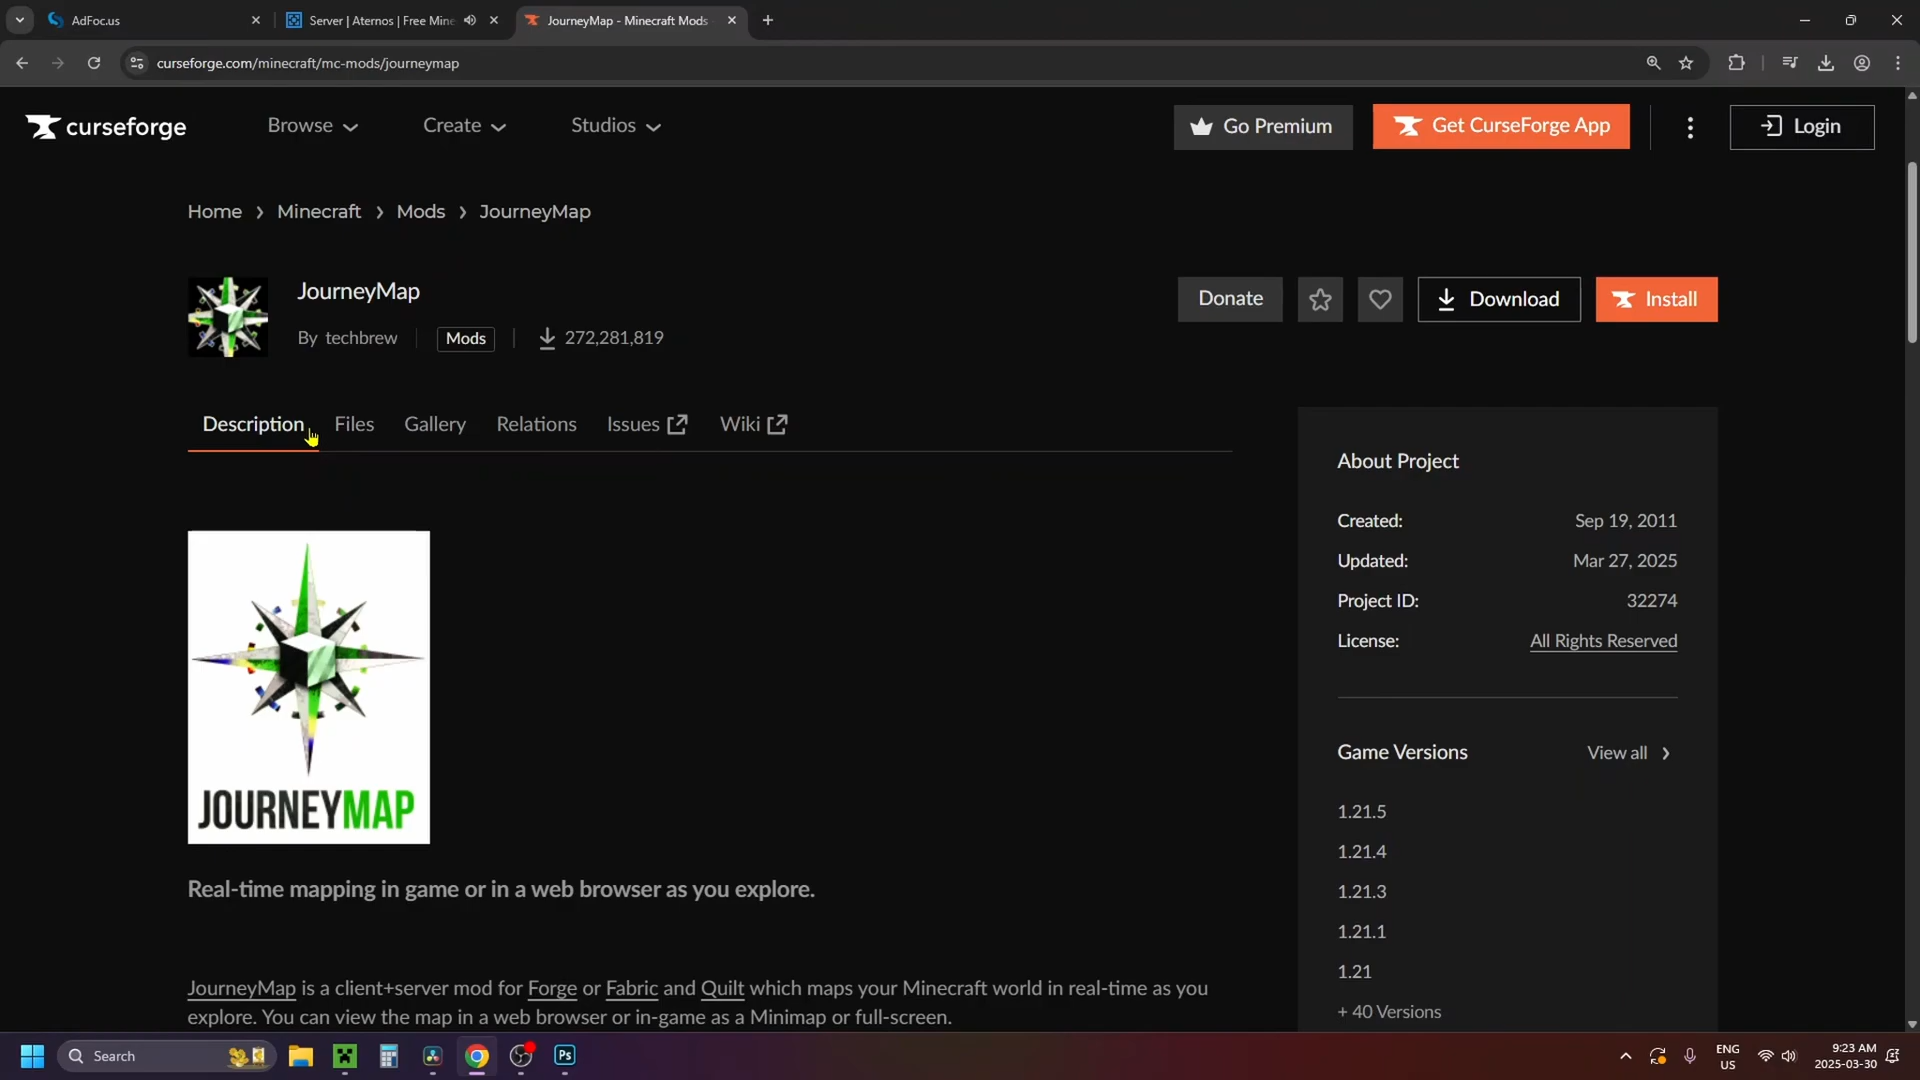 AdFoc.us
Server | Aternos | Free Mine
JourneyMap - Minecraft Mods
curseforge.com/minecraft/mc-mods/journeymap
curseforge
Browse
Create
Studios
Go Premium
Get CurseForge App
Login
Home > Minecraft > Mods > JourneyMap
JourneyMap
By techbrew
Mods
272,281,819
Donate
Download
Install
Description
Files
Gallery
Relations
Issues
Wiki
JOURNEYMAP
Real-time mapping in game or in a web browser as you explore.
JourneyMap is a client+server mod for Forge or Fabric and Quilt which maps your Minecraft world in real-time as you
explore. You can view the map in a web browser or in-game as a Minimap or full-screen.
About Project
Created: Sep 19, 2011
Updated: Mar 27, 2025
Project ID: 32274
License: All Rights Reserved
Game Versions
View all
1.21.5
1.21.4
1.21.3
1.21.1
1.21
+ 40 Versions
Search
Ps
ENG
US
9:23 AM
2025-03-30